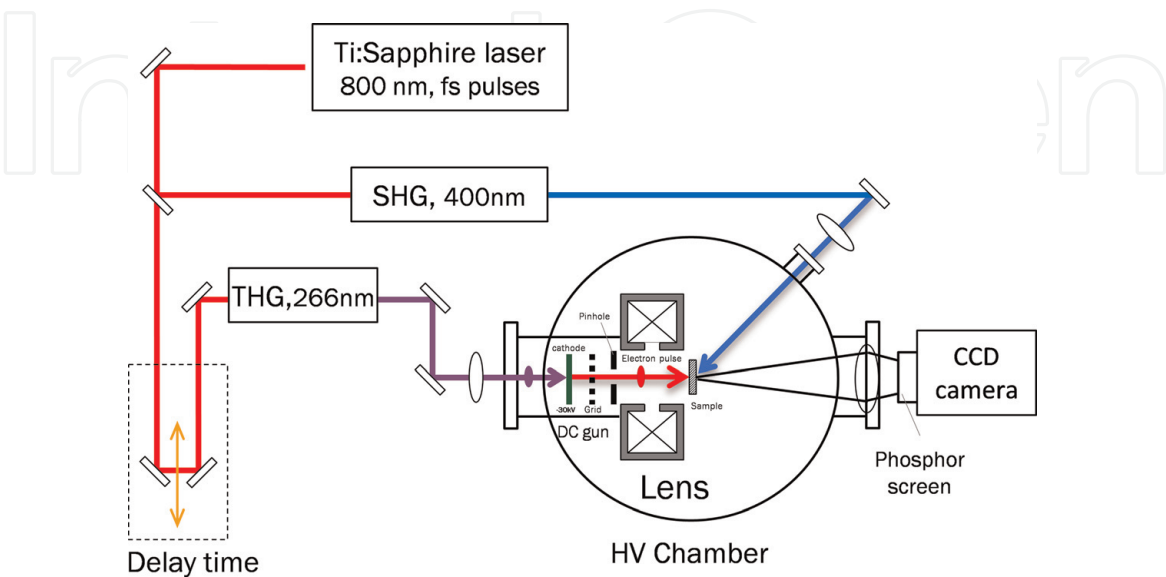 Ti:Sapphire laser
800 nm, fs pulses
SHG, 400nm
THG,266nm
Pinhole
cathode
Electron pulse
CCD
camera
-30kV
Grid
Sample
DC gun
Phosphor
screen
Lens
HV Chamber
Delay time